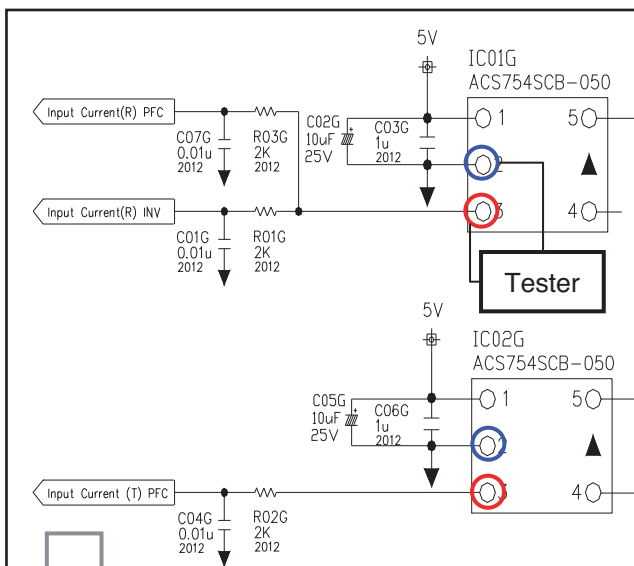 5V
IC01G
ACS754SCB-050
Input Current(R) PFC
C07G
0.01u
2012
R03G
2K
2012
C02G
10uF
25V
+
C03G
1u
2012
1
5
2
Input Current(R) INV
C01G
0.01u
2012
R01G
2K
2012
3
4
Tester
5V
IC02G
ACS754SCB-050
C05G
10uF
25V
+
C06G
1u
2012
1
5
2
Input Current (T) PFC
C04G
0.01u
2012
R02G
2K
2012
3
4